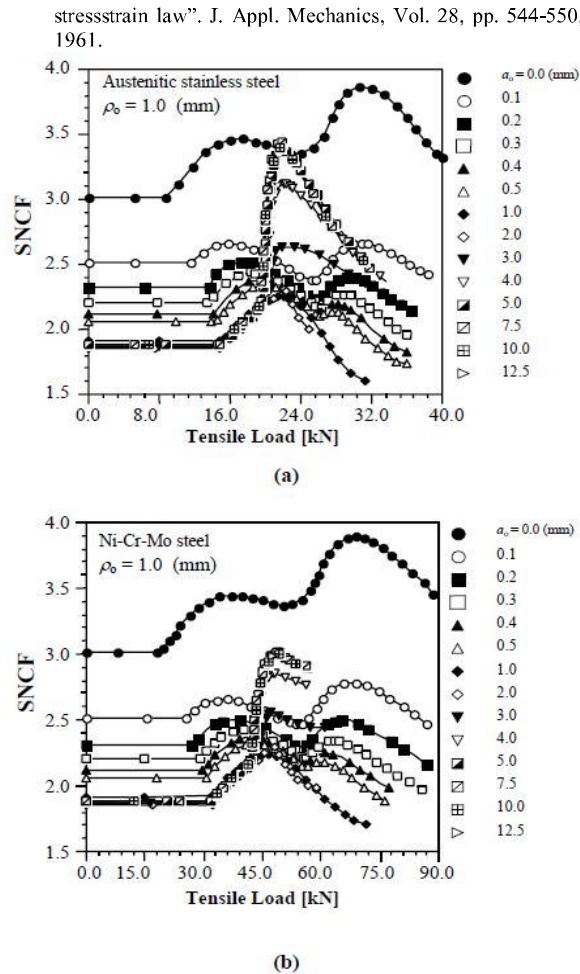 stressstrain law”. J. Appl. Mechanics, Vol. 28, pp. 544-550,
1961.
Austenitic stainless steel
ρo = 1.0 (mm)
SNCF
4.0
3.5
3.0
2.5
2.0
1.5
0.0 8.0 16.0 24.0 32.0 40.0
Tensile Load [kN]
ao = 0.0 (mm)
0.1
0.2
0.3
0.4
0.5
1.0
2.0
3.0
4.0
5.0
7.5
10.0
12.5
(a)
Ni-Cr-Mo steel
ρo = 1.0 (mm)
SNCF
4.0
3.5
3.0
2.5
2.0
1.5
0.0 15.0 30.0 45.0 60.0 75.0 90.0
Tensile Load [kN]
ao = 0.0 (mm)
0.1
0.2
0.3
0.4
0.5
1.0
2.0
3.0
4.0
5.0
7.5
10.0
12.5
(b)